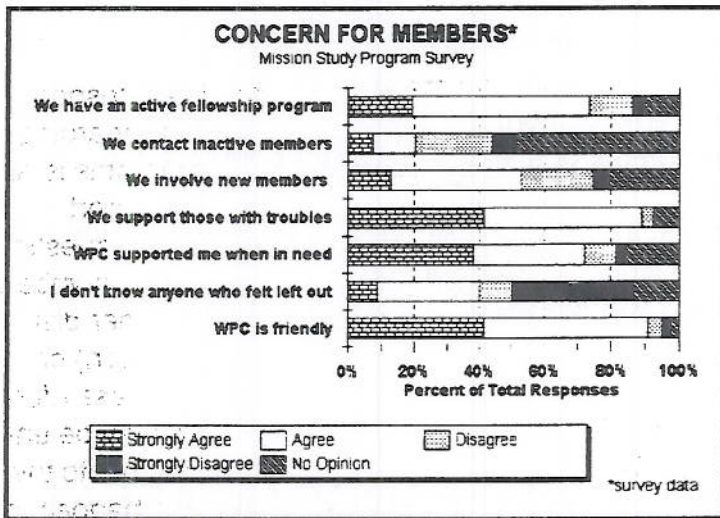 CONCERN FOR MEMBERS*
Mission Study Program Survey
We have an active fellowship program
We contact inactive members
We involve new members
We support those with troubles
WPC supported me when in need
I don't know anyone who felt left out
WPC is friendly
0% 20% 40% 60% 80% 100%
Percent of Total Responses
Strongly Agree Agree Disagree
Strongly Disagree No Opinion
*survey data